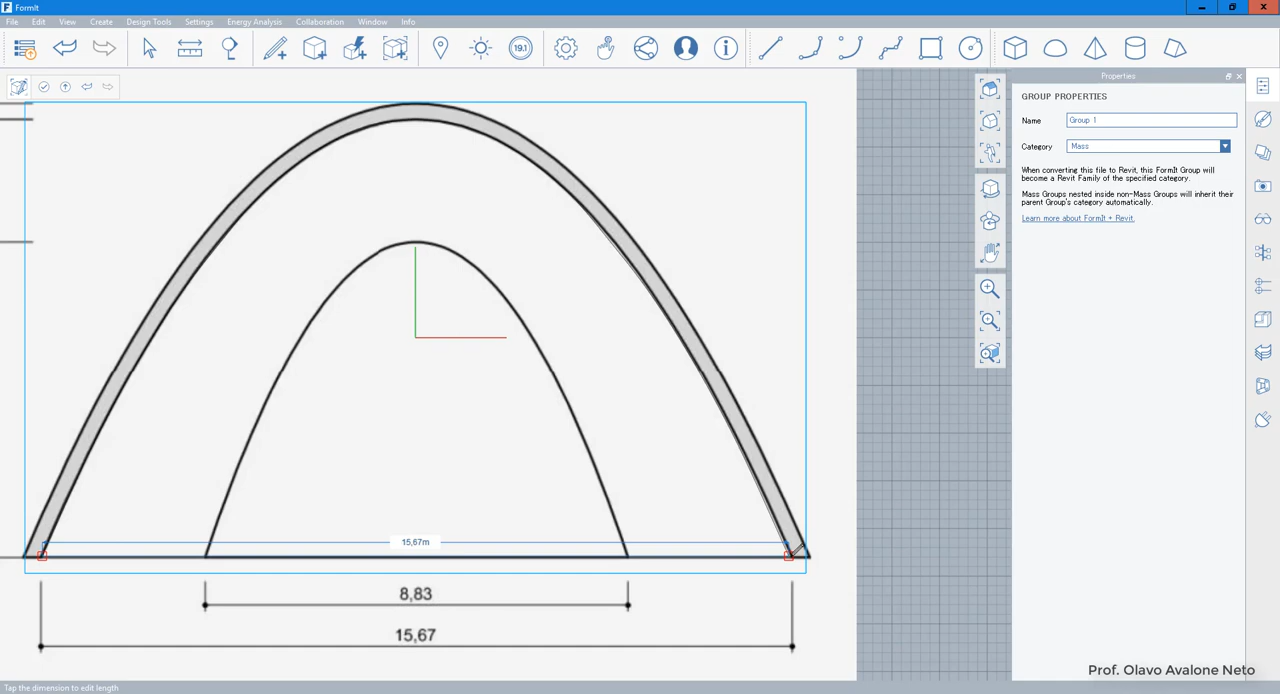 FormIt
File Edit View Create Design Tools Settings Energy Analysis Collaboration Window Info
19.1
Properties
GROUP PROPERTIES
Name Group 1
Category Mass
When converting this file to Revit, this FormIt Group will
become a Revit Family of the specified category.
Mass Groups nested inside non-Mass Groups will inherit their
parent Group's category automatically.
Learn more about FormIt + Revit.
15,67m
8,83
15,67
Prof. Olavo Avalone Neto
Tap the dimension to edit length